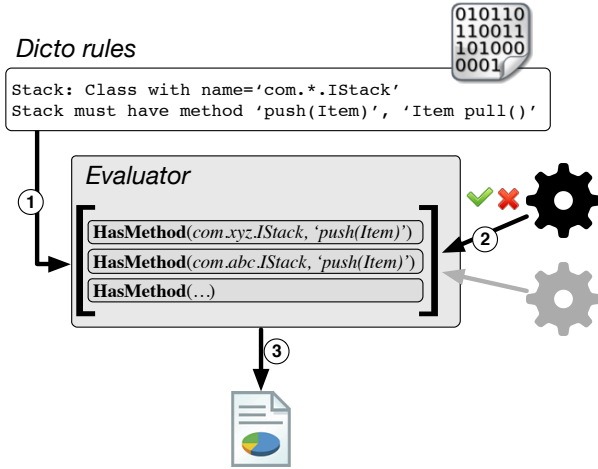 010110
110011
101000
0001
Dicto rules
Stack: Class with name=‘com.*.IStack’
Stack must have method ‘push(Item)’, ‘Item pull()’
Evaluator
1
HasMethod(com.xyz.IStack, ‘push(Item)’)
2
HasMethod(com.abc.IStack, ‘push(Item)’)
HasMethod(…)
3